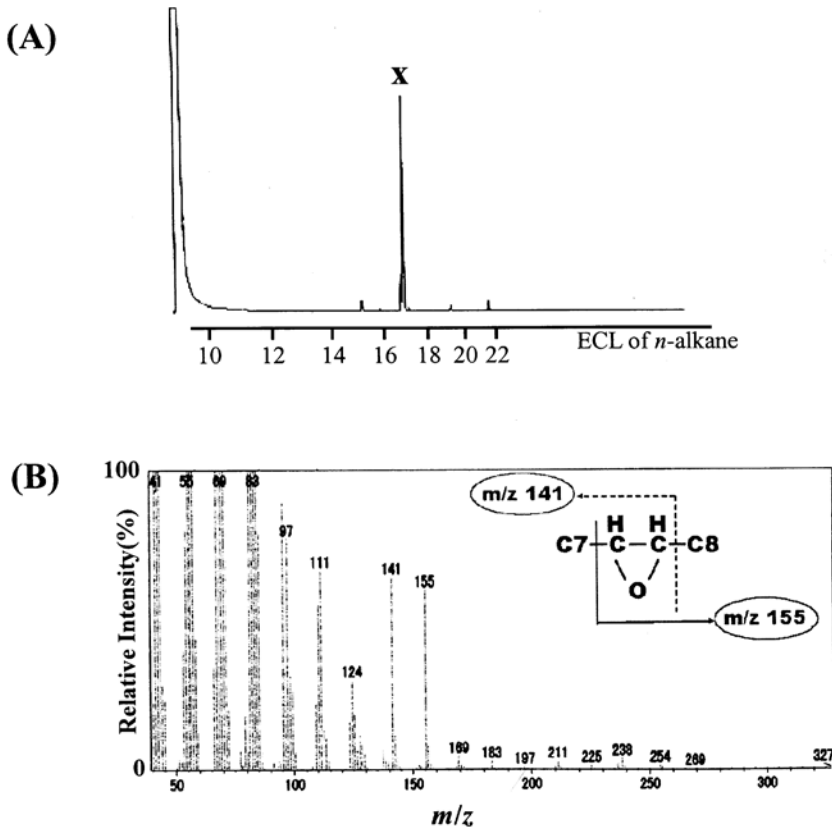 (A)
X
10 12 14 16 18 20 22 ECL of n-alkane
(B)
100
0
Relative Intensity(%)
41 55 69 83 97 111 124 141 155 169 183 197 211 225 238 254 269 327
m/z 141
H H
C7-C-C-C8
O
m/z 155
50 100 150 200 250 300
m/z